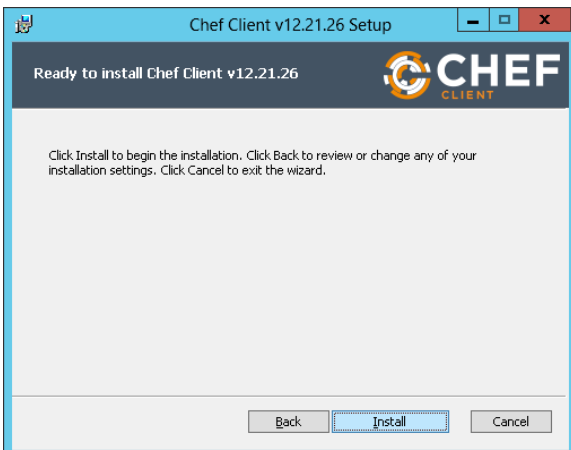 Chef Client v12.21.26 Setup
x
Ready to install Chef Client v12.21.26
CHEF
CLIENT
Click Install to begin the installation. Click Back to review or change any of your
installation settings. Click Cancel to exit the wizard.
Back Install Cancel